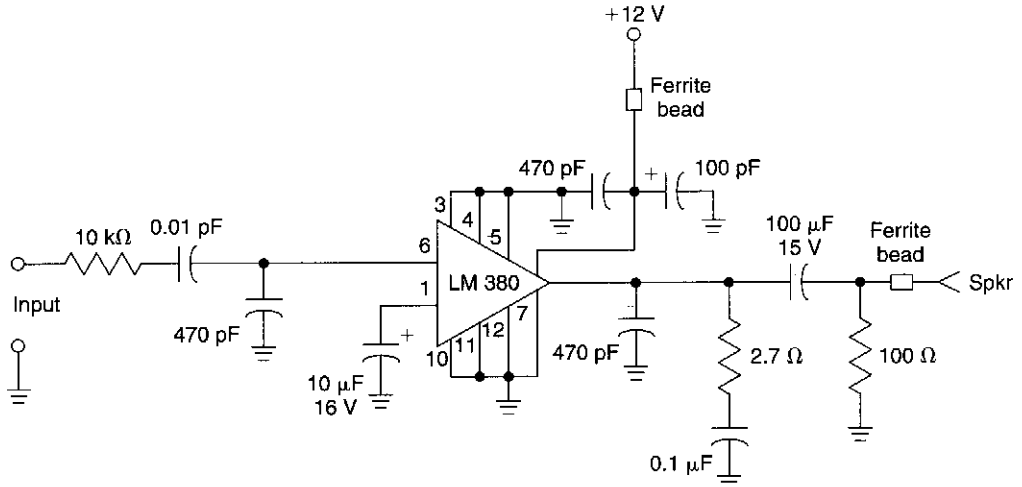 +12 V
Ferrite
bead
470 pF
+
100 pF
3
4
5
0.01 pF
10 kΩ
6
100 µF
15 V
Ferrite
bead
LM 380
Spkr
Input
1
7
12
11
10
470 pF
+
10 µF
16 V
470 pF
2.7 Ω
100 Ω
0.1 µF